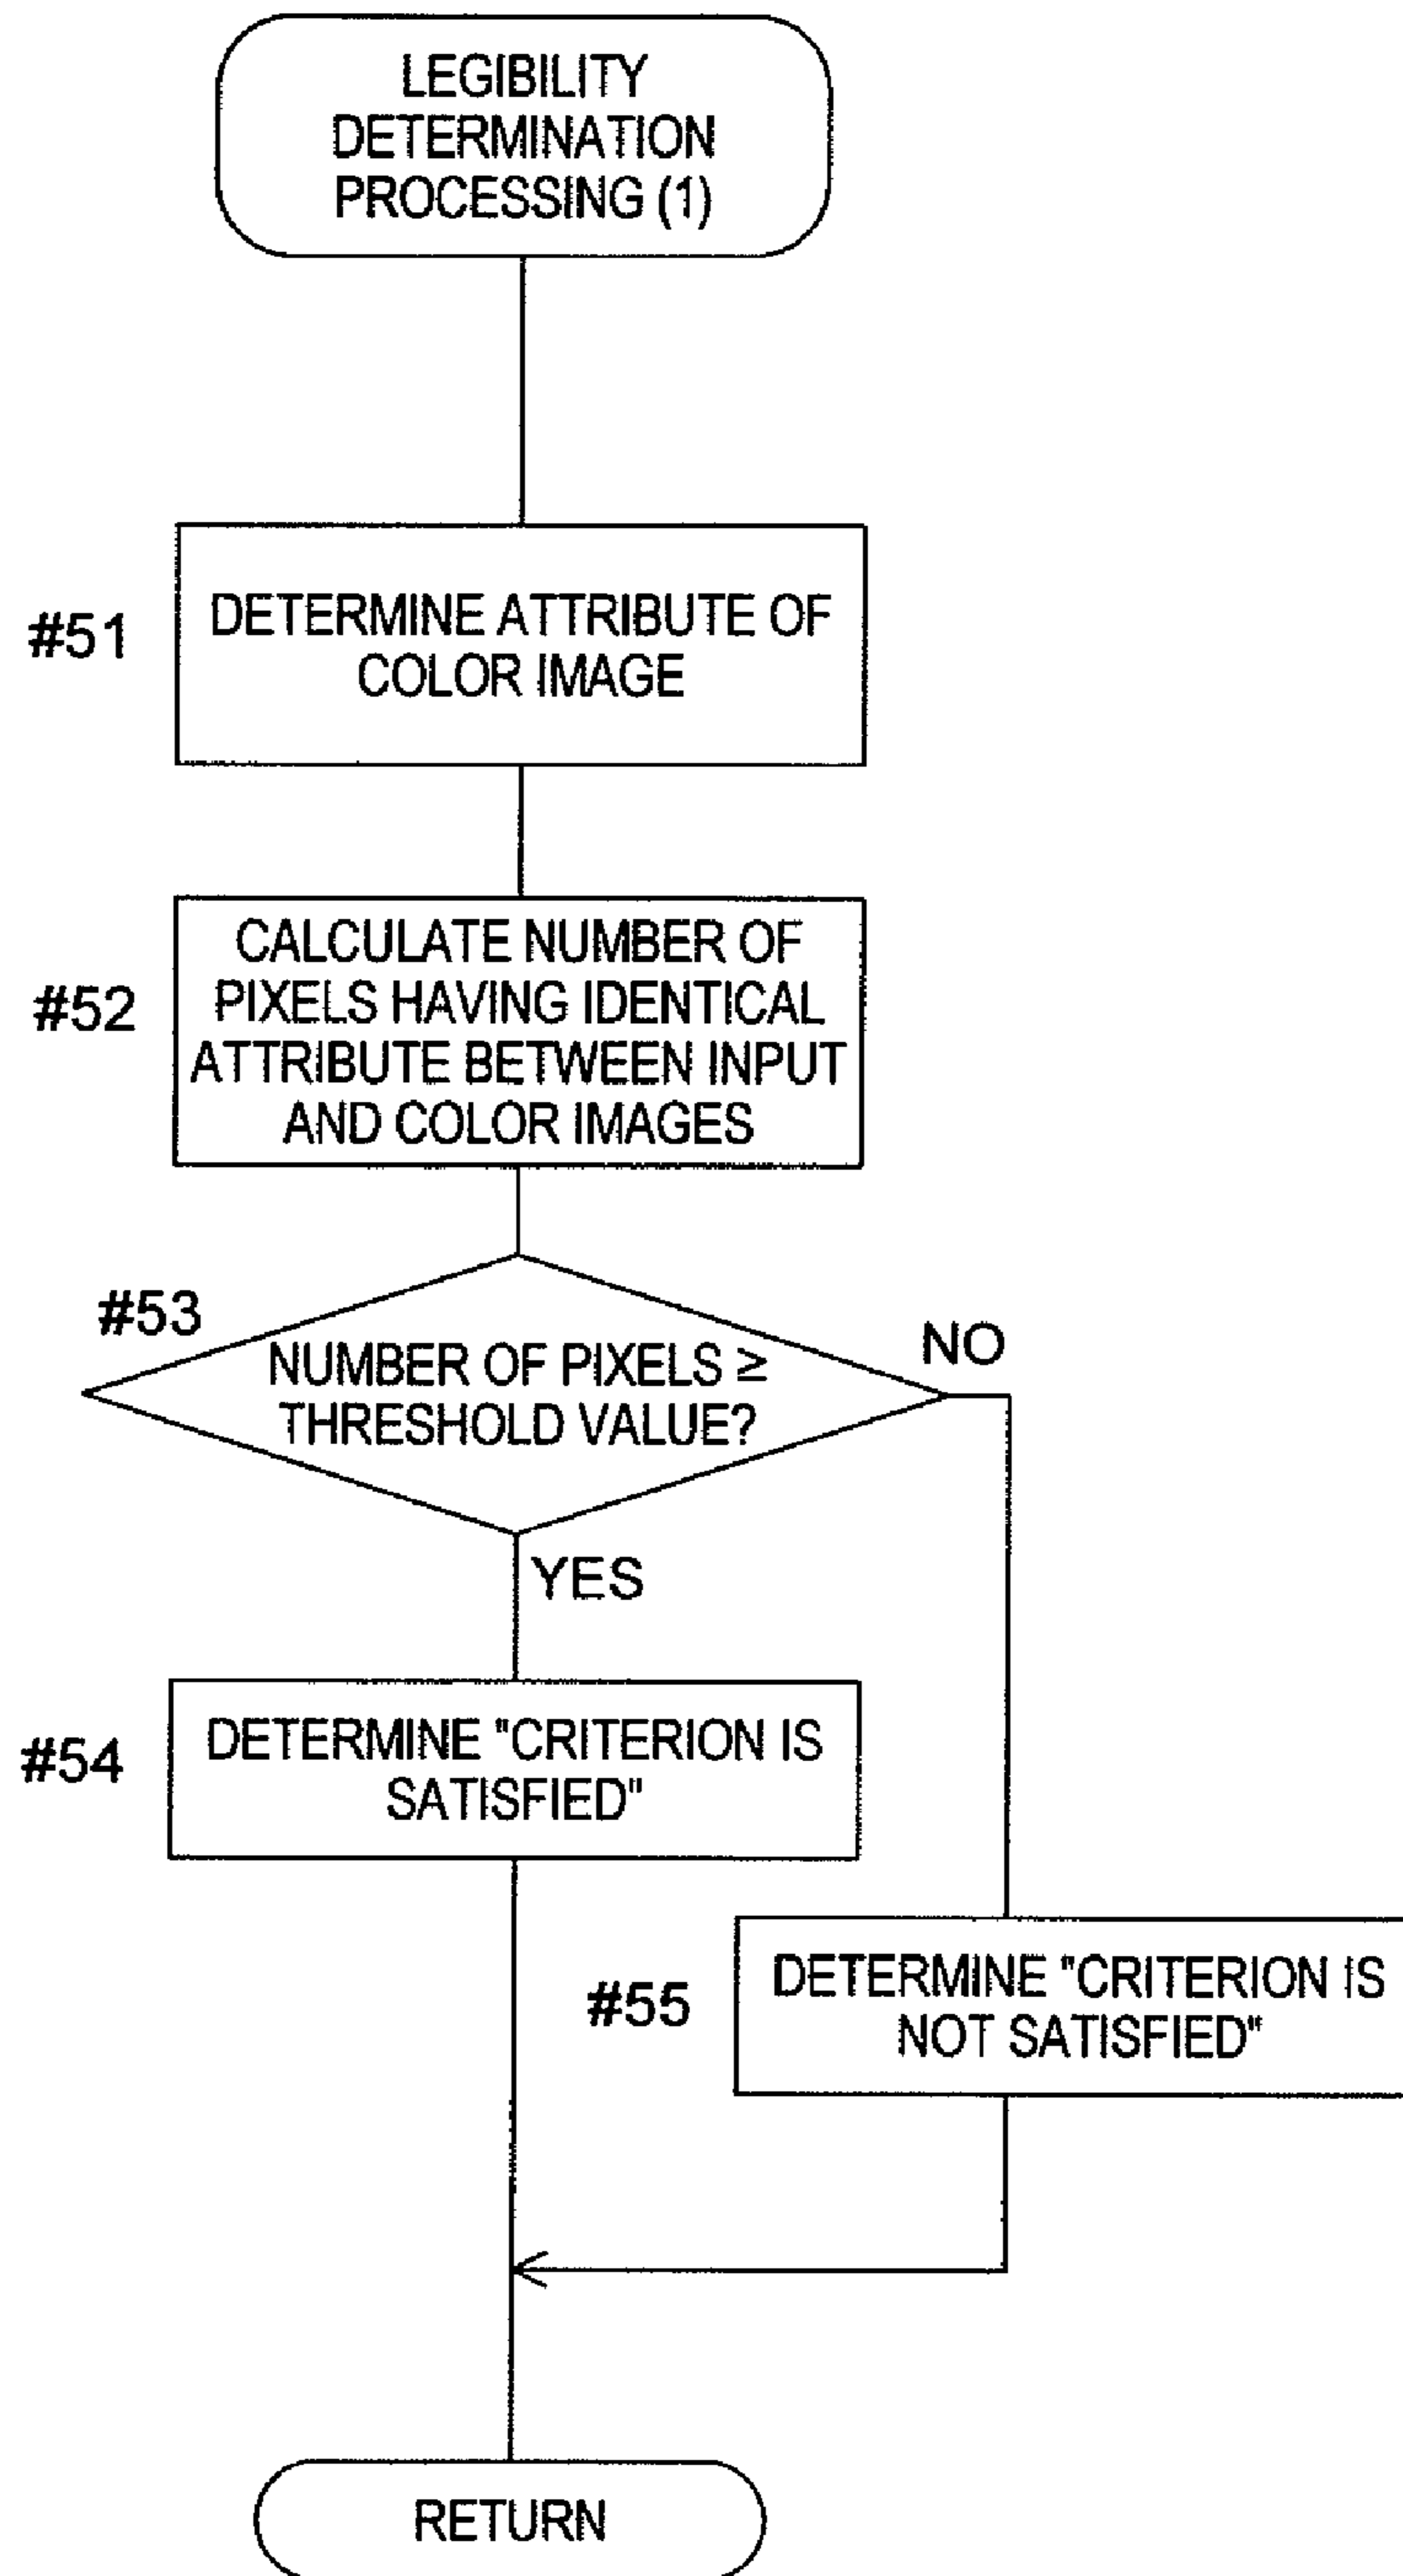 LEGIBILITY
DETERMINATION
PROCESSING (1)
#51
DETERMINE ATTRIBUTE OF
COLOR IMAGE
#52
CALCULATE NUMBER OF
PIXELS HAVING IDENTICAL
ATTRIBUTE BETWEEN INPUT
AND COLOR IMAGES
#53
NUMBER OF PIXELS ≥
THRESHOLD VALUE?
NO
YES
#54
DETERMINE "CRITERION IS
SATISFIED"
#55
DETERMINE "CRITERION IS
NOT SATISFIED"
RETURN